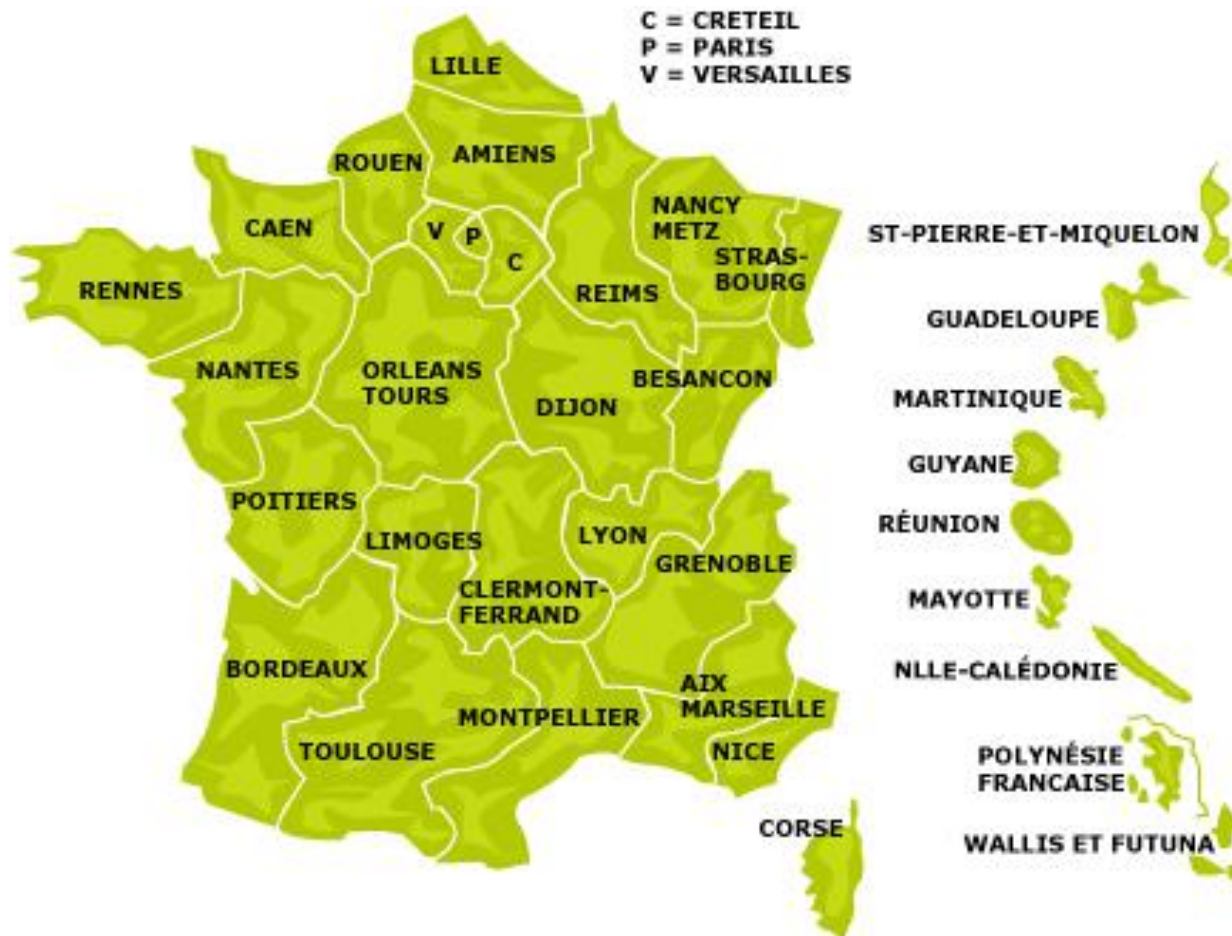 C = CRETEIL
P = PARIS
V = VERSAILLES
LILLE
ROUEN
AMIENS
CAEN
V
P
C
NANCY
METZ
STRAS-
BOURG
RENNES
REIMS
NANTES
ORLEANS
TOURS
DIJON
BESANCON
POITIERS
LIMOGES
LYON
GRENOBLE
CLERMONT-
FERRAND
BORDEAUX
AIX
MARSEILLE
MONTPELLIER
TOULOUSE
NICE
CORSE
ST-PIERRE-ET-MIQUELON
GUADELOUPE
MARTINIQUE
GUYANE
RÉUNION
MAYOTTE
NLLE-CALÉDONIE
POLYNÉSIE
FRANCAISE
WALLIS ET FUTUNA